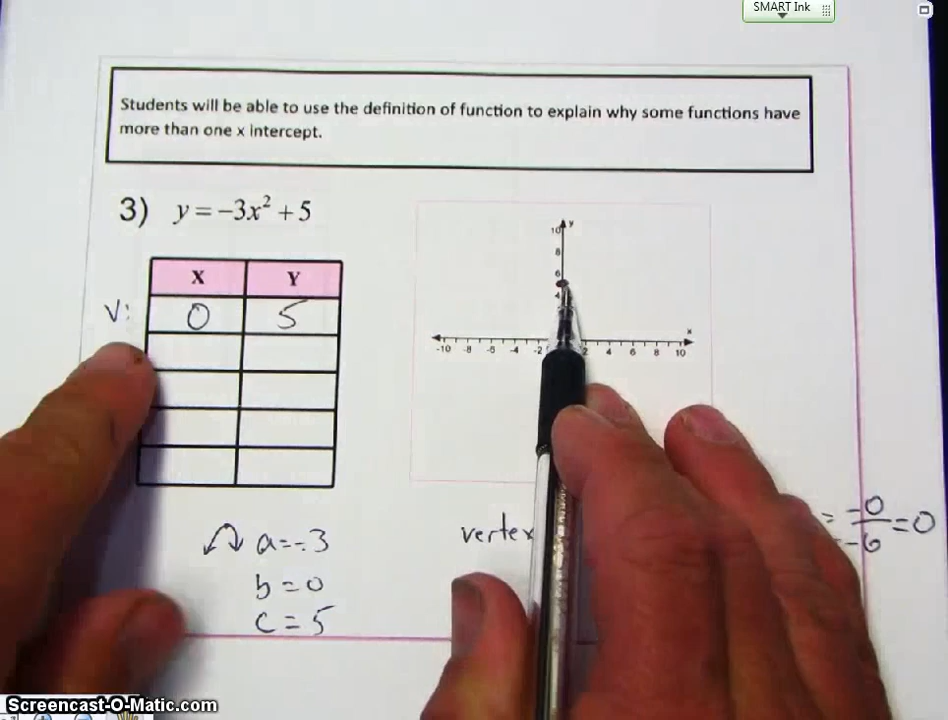 SMART Ink
Students will be able to use the definition of function to explain why some functions have
more than one x intercept.
3) y = -3x² + 5
X Y
V: 0 5
y
10
8
6
4
x
-10 -8 -6 -4 -2 2 4 6 8 10
a = -3
b = 0
c = 5
vertex
= -0/-6 = 0
Screencast-O-Matic.com